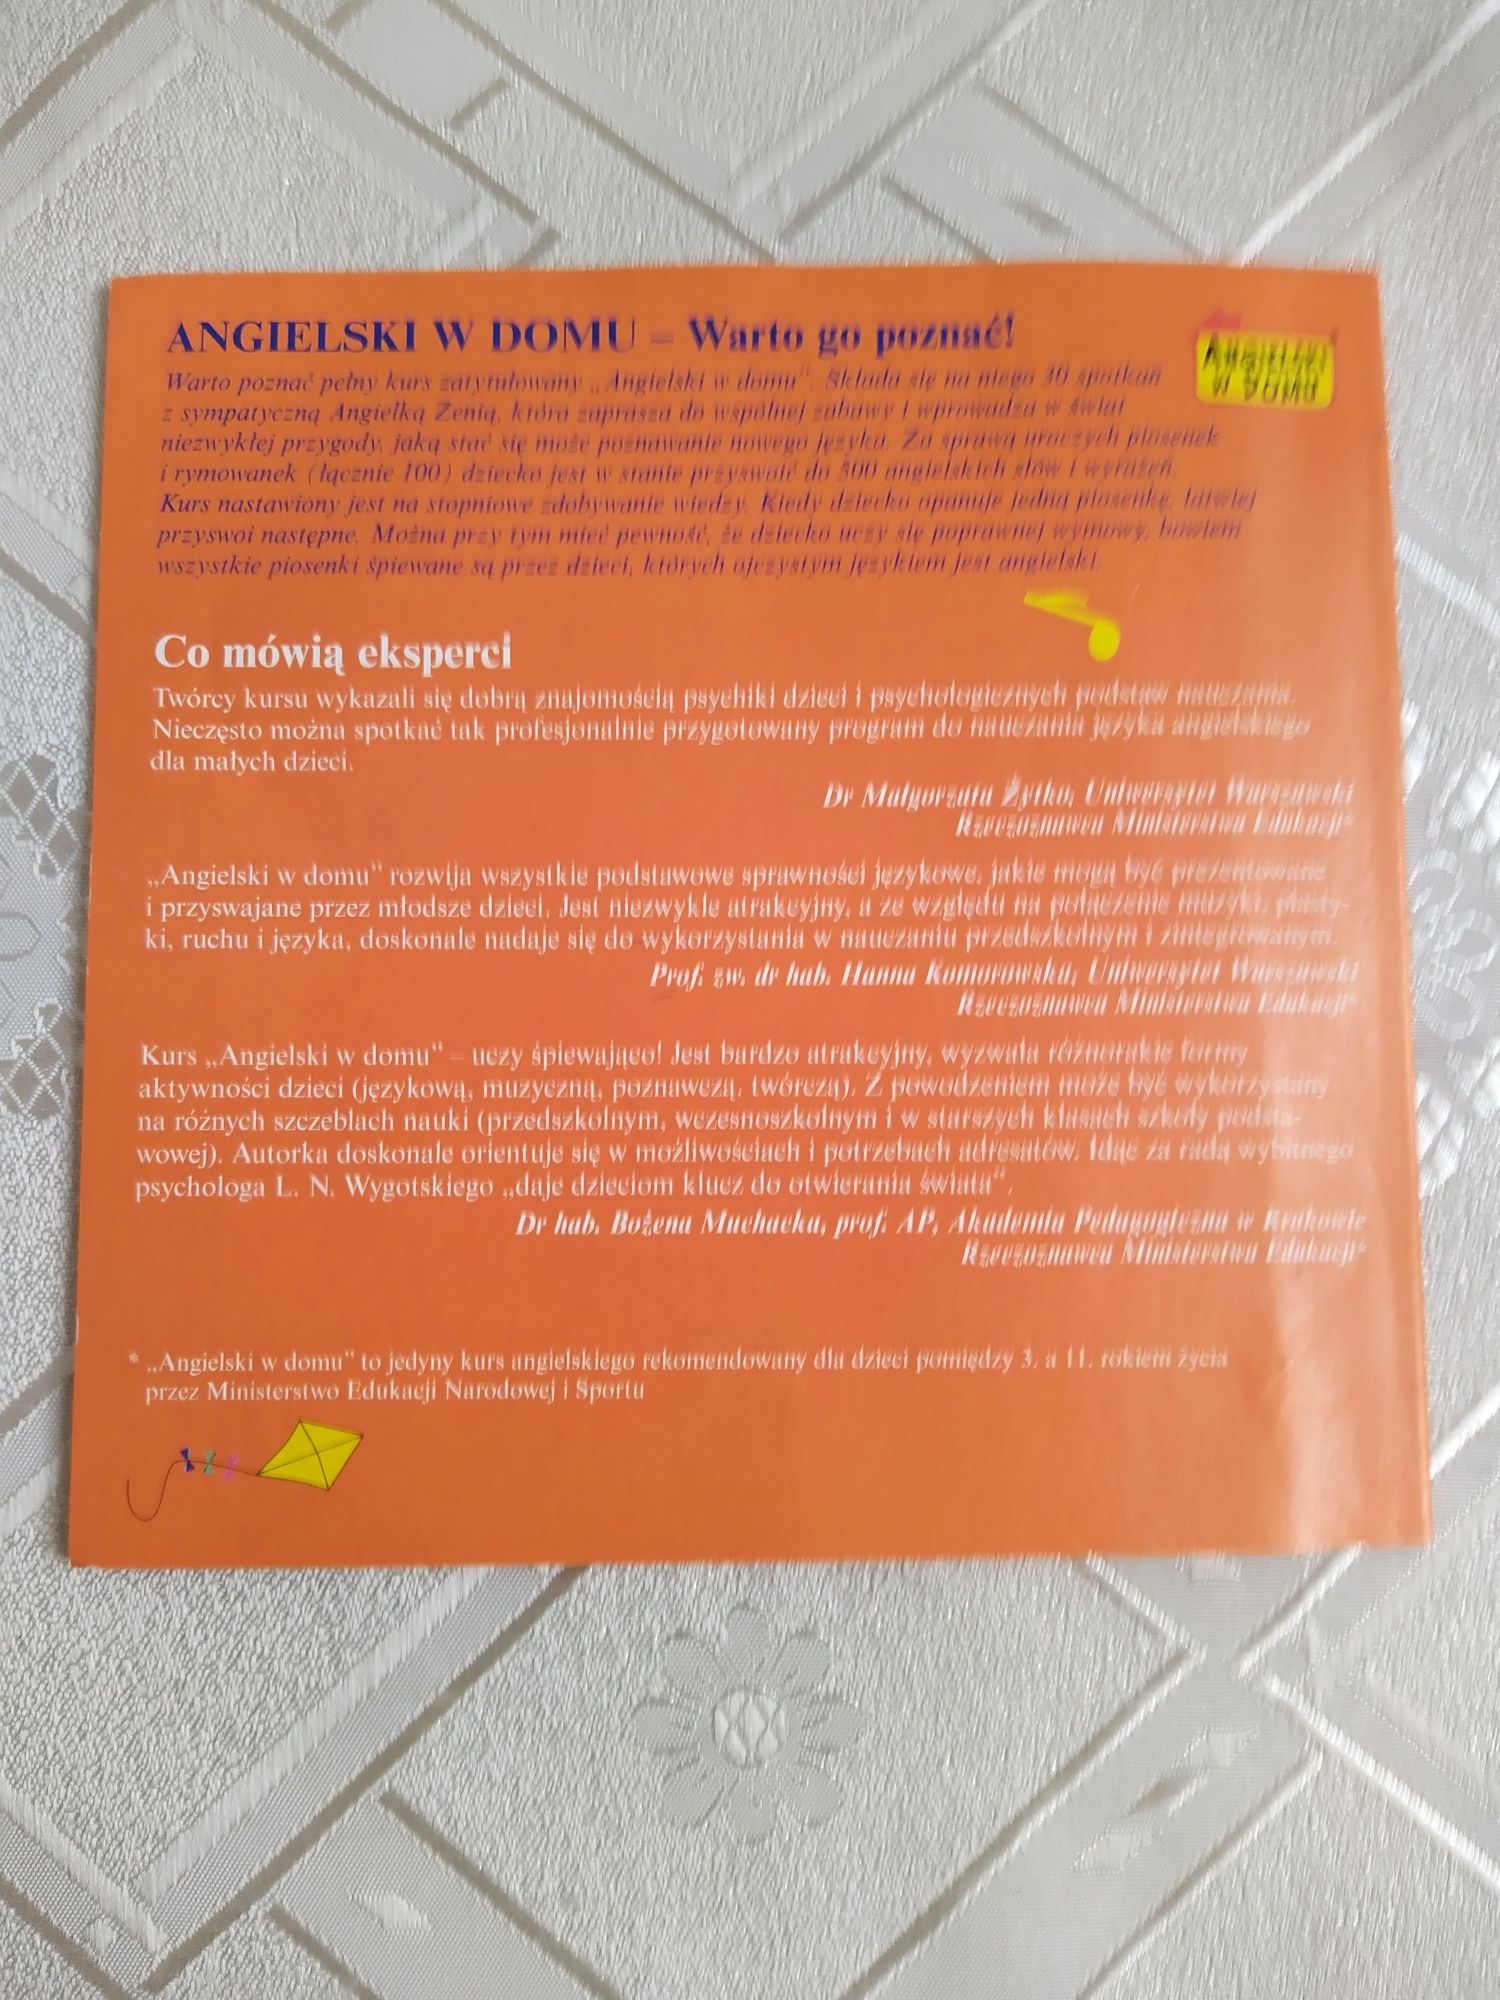 ANGIELSKI W DOMU – Warto go poznać!
ANGIELSKI
W DOMU
Warto poznać pełny kurs zatytułowany „Angielski w domu". Składa się na niego 30 spotkań
z sympatyczną Angielką Żenią, która zaprasza do wspólnej zabawy i wprowadza w świat
niezwykłej przygody, jaką stać się może poznawanie nowego języka. Za sprawą uroczych piosenek
i rymowanek (łącznie 100) dziecko jest w stanie przyswoić do 500 angielskich słów i wyrażeń.
Kurs nastawiony jest na stopniowe zdobywanie wiedzy. Kiedy dziecko opanuje jedną piosenkę, łatwiej
przyswoi następne. Można przy tym mieć pewność, że dziecko uczy się poprawnej wymowy, bowiem
wszystkie piosenki śpiewane są przez dzieci, których ojczystym językiem jest angielski.
Co mówią eksperci
Twórcy kursu wykazali się dobrą znajomością psychiki dzieci i psychologicznych podstaw nauczania.
Nieczęsto można spotkać tak profesjonalnie przygotowany program do nauczania języka angielskiego
dla małych dzieci.
Dr Małgorzata Żytko, Uniwersytet Warszawski
Rzeczoznawca Ministerstwa Edukacji*
„Angielski w domu" rozwija wszystkie podstawowe sprawności językowe, jakie mogą być prezentowane
i przyswajane przez młodsze dzieci. Jest niezwykle atrakcyjny, a ze względu na połączenie muzyki, plasty-
ki, ruchu i języka, doskonale nadaje się do wykorzystania w nauczaniu przedszkolnym i zintegrowanym.
Prof. zw. dr hab. Hanna Komorowska, Uniwersytet Warszawski
Rzeczoznawca Ministerstwa Edukacji*
Kurs „Angielski w domu" – uczy śpiewająco! Jest bardzo atrakcyjny, wyzwala różnorakie formy
aktywności dzieci (językową, muzyczną, poznawczą, twórczą). Z powodzeniem może być wykorzystany
na różnych szczeblach nauki (przedszkolnym, wczesnoszkolnym i w starszych klasach szkoły podsta-
wowej). Autorka doskonale orientuje się w możliwościach i potrzebach adresatów. Idąc za radą wybitnego
psychologa L. N. Wygotskiego „daje dzieciom klucz do otwierania świata".
Dr hab. Bożena Muchacka, prof. AP, Akademia Pedagogiczna w Krakowie
Rzeczoznawca Ministerstwa Edukacji*
* „Angielski w domu" to jedyny kurs angielskiego rekomendowany dla dzieci pomiędzy 3. a 11. rokiem życia
przez Ministerstwo Edukacji Narodowej i Sportu